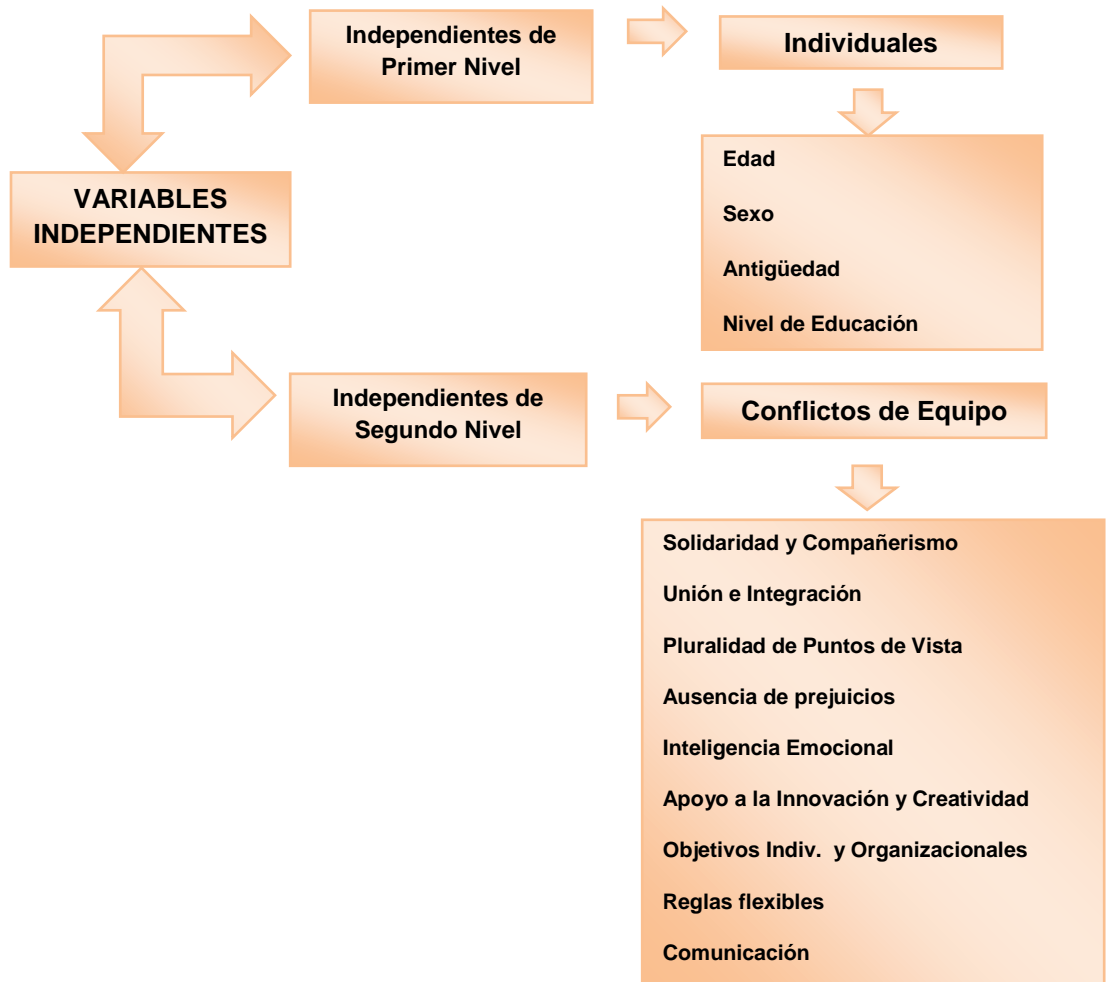 Independientes de
Primer Nivel
Individuales
Edad
Sexo
Antigüedad
Nivel de Educación
VARIABLES
INDEPENDIENTES
Independientes de
Segundo Nivel
Conflictos de Equipo
Solidaridad y Compañerismo
Unión e Integración
Pluralidad de Puntos de Vista
Ausencia de prejuicios
Inteligencia Emocional
Apoyo a la Innovación y Creatividad
Objetivos Indiv.  y Organizacionales
Reglas flexibles
Comunicación